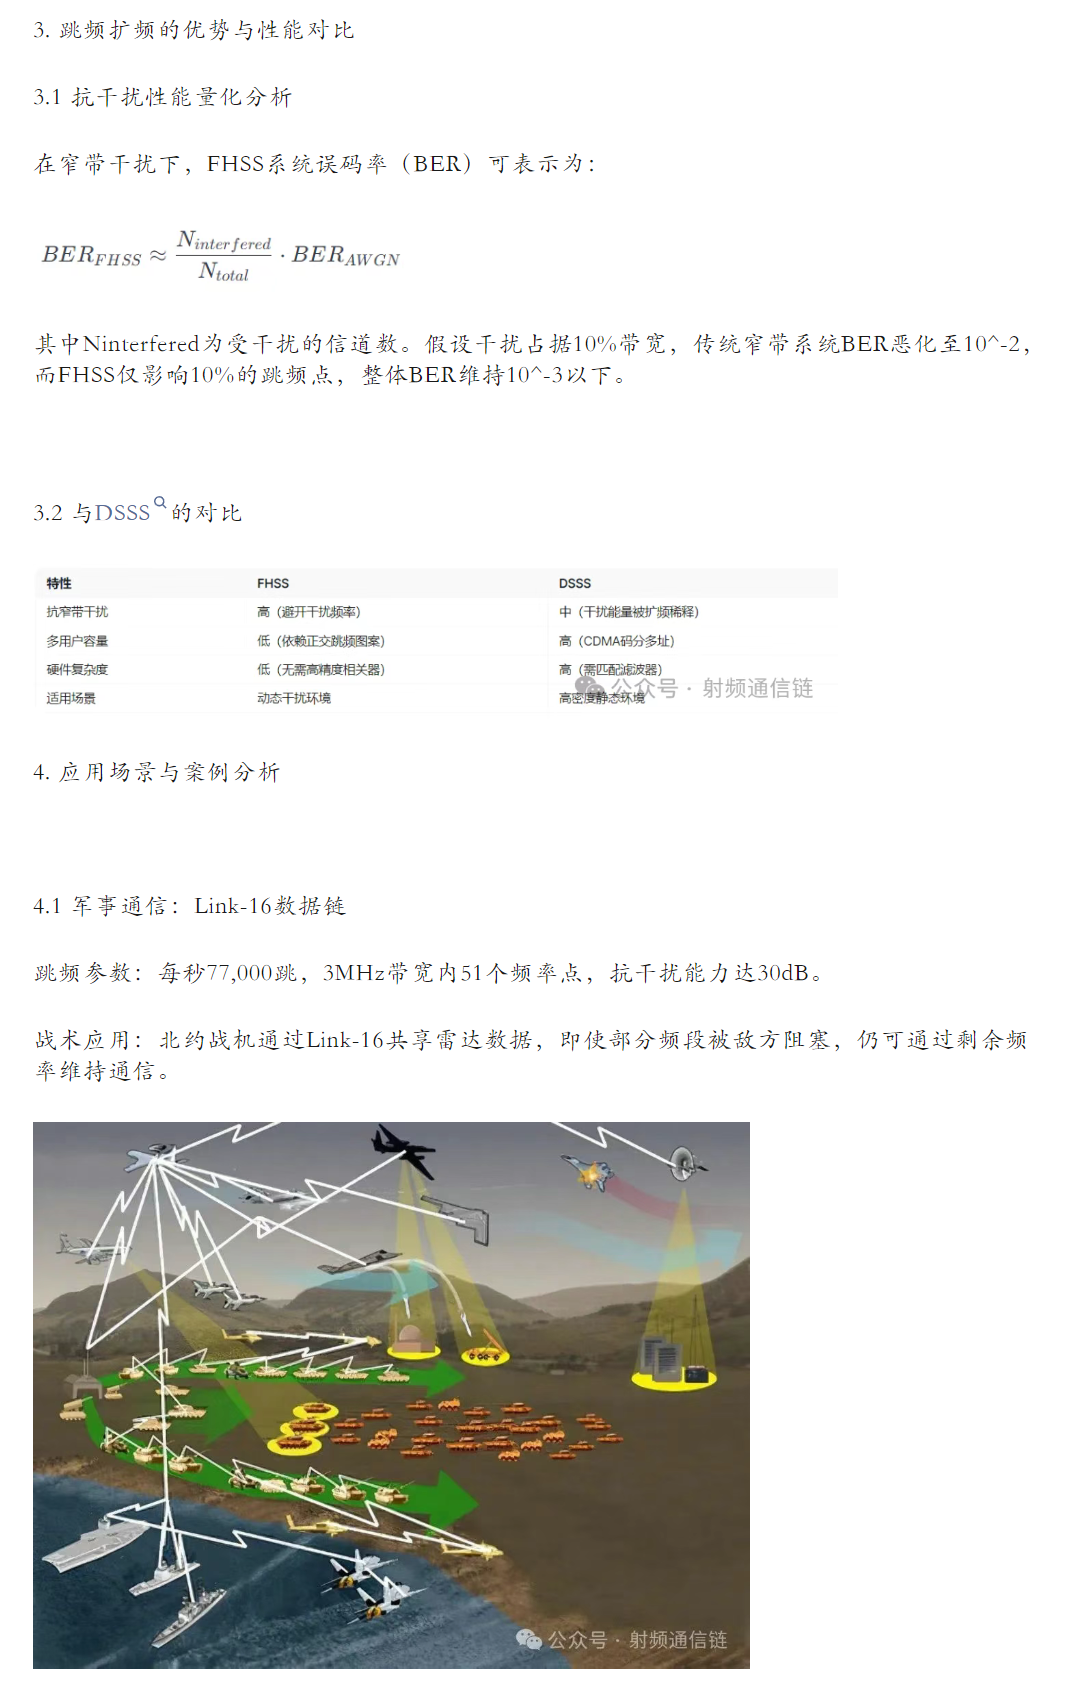 3. 跳频扩频的优势与性能对比
3.1 抗干扰性能量化分析
在窄带干扰下，FHSS系统误码率（BER）可表示为：
BER_{FHSS} ≈ \frac{N_{interfered}}{N_{total}} · BER_{AWGN}
其中Ninterfered为受干扰的信道数。假设干扰占据10%带宽，传统窄带系统BER恶化至10^-2，
而FHSS仅影响10%的跳频点，整体BER维持10^-3以下。
3.2 与DSSS的对比
特性 FHSS DSSS
抗窄带干扰 高（避开干扰频率） 中（干扰能量被扩频稀释）
多用户容量 低（依赖正交跳频图案） 高（CDMA码分多址）
硬件复杂度 低（无需高精度相关器） 高（需匹配滤波器）
适用场景 动态干扰环境 高密度静态环境
公众号 · 射频通信链
4. 应用场景与案例分析
4.1 军事通信：Link-16数据链
跳频参数：每秒77,000跳，3MHz带宽内51个频率点，抗干扰能力达30dB。
战术应用：北约战机通过Link-16共享雷达数据，即使部分频段被敌方阻塞，仍可通过剩余频
率维持通信。
公众号 · 射频通信链